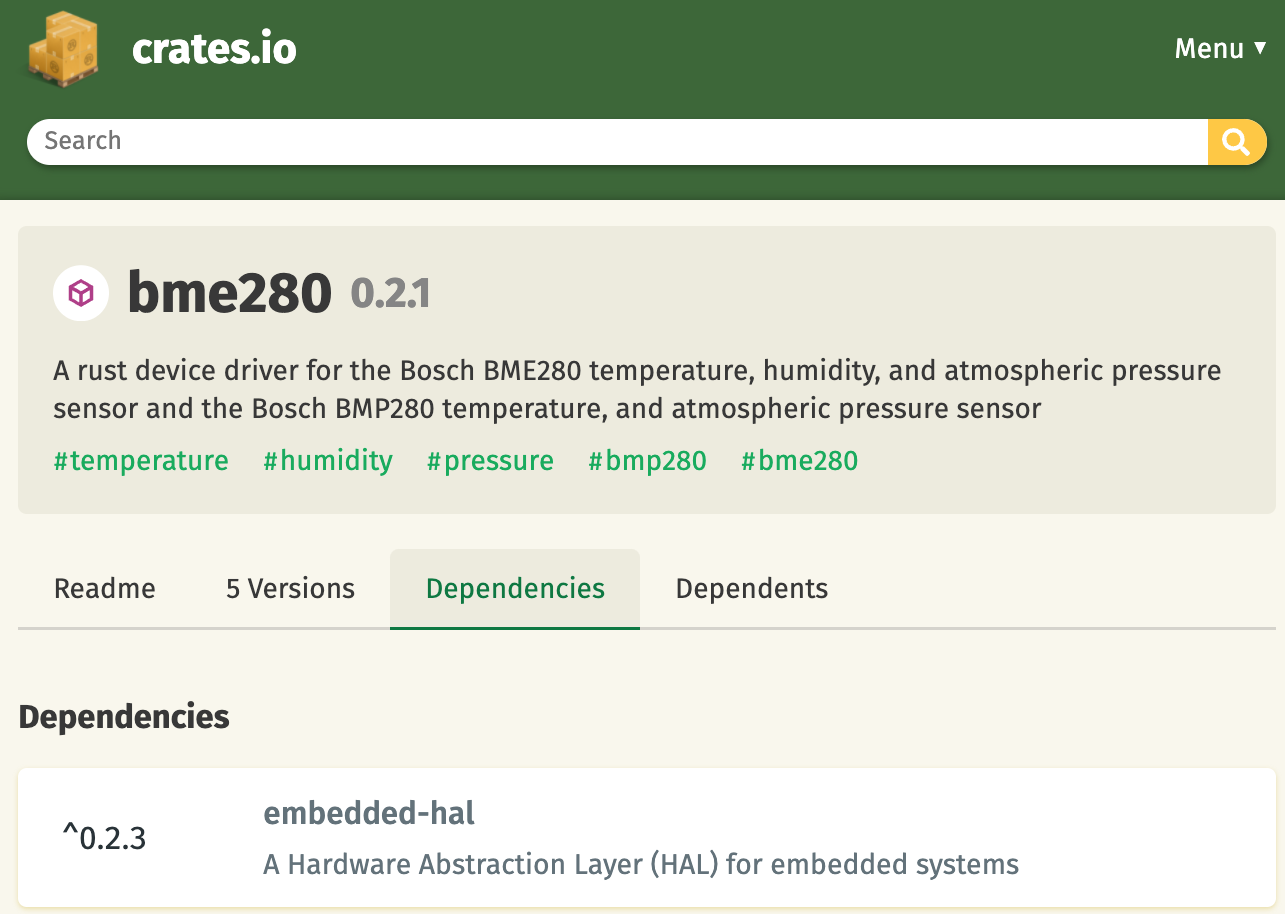 crates.io
Menu ▼
Search
bme280 0.2.1
A rust device driver for the Bosch BME280 temperature, humidity, and atmospheric pressure
sensor and the Bosch BMP280 temperature, and atmospheric pressure sensor
#temperature #humidity #pressure #bmp280 #bme280
Readme 5 Versions Dependencies Dependents
Dependencies
^0.2.3
embedded-hal
A Hardware Abstraction Layer (HAL) for embedded systems